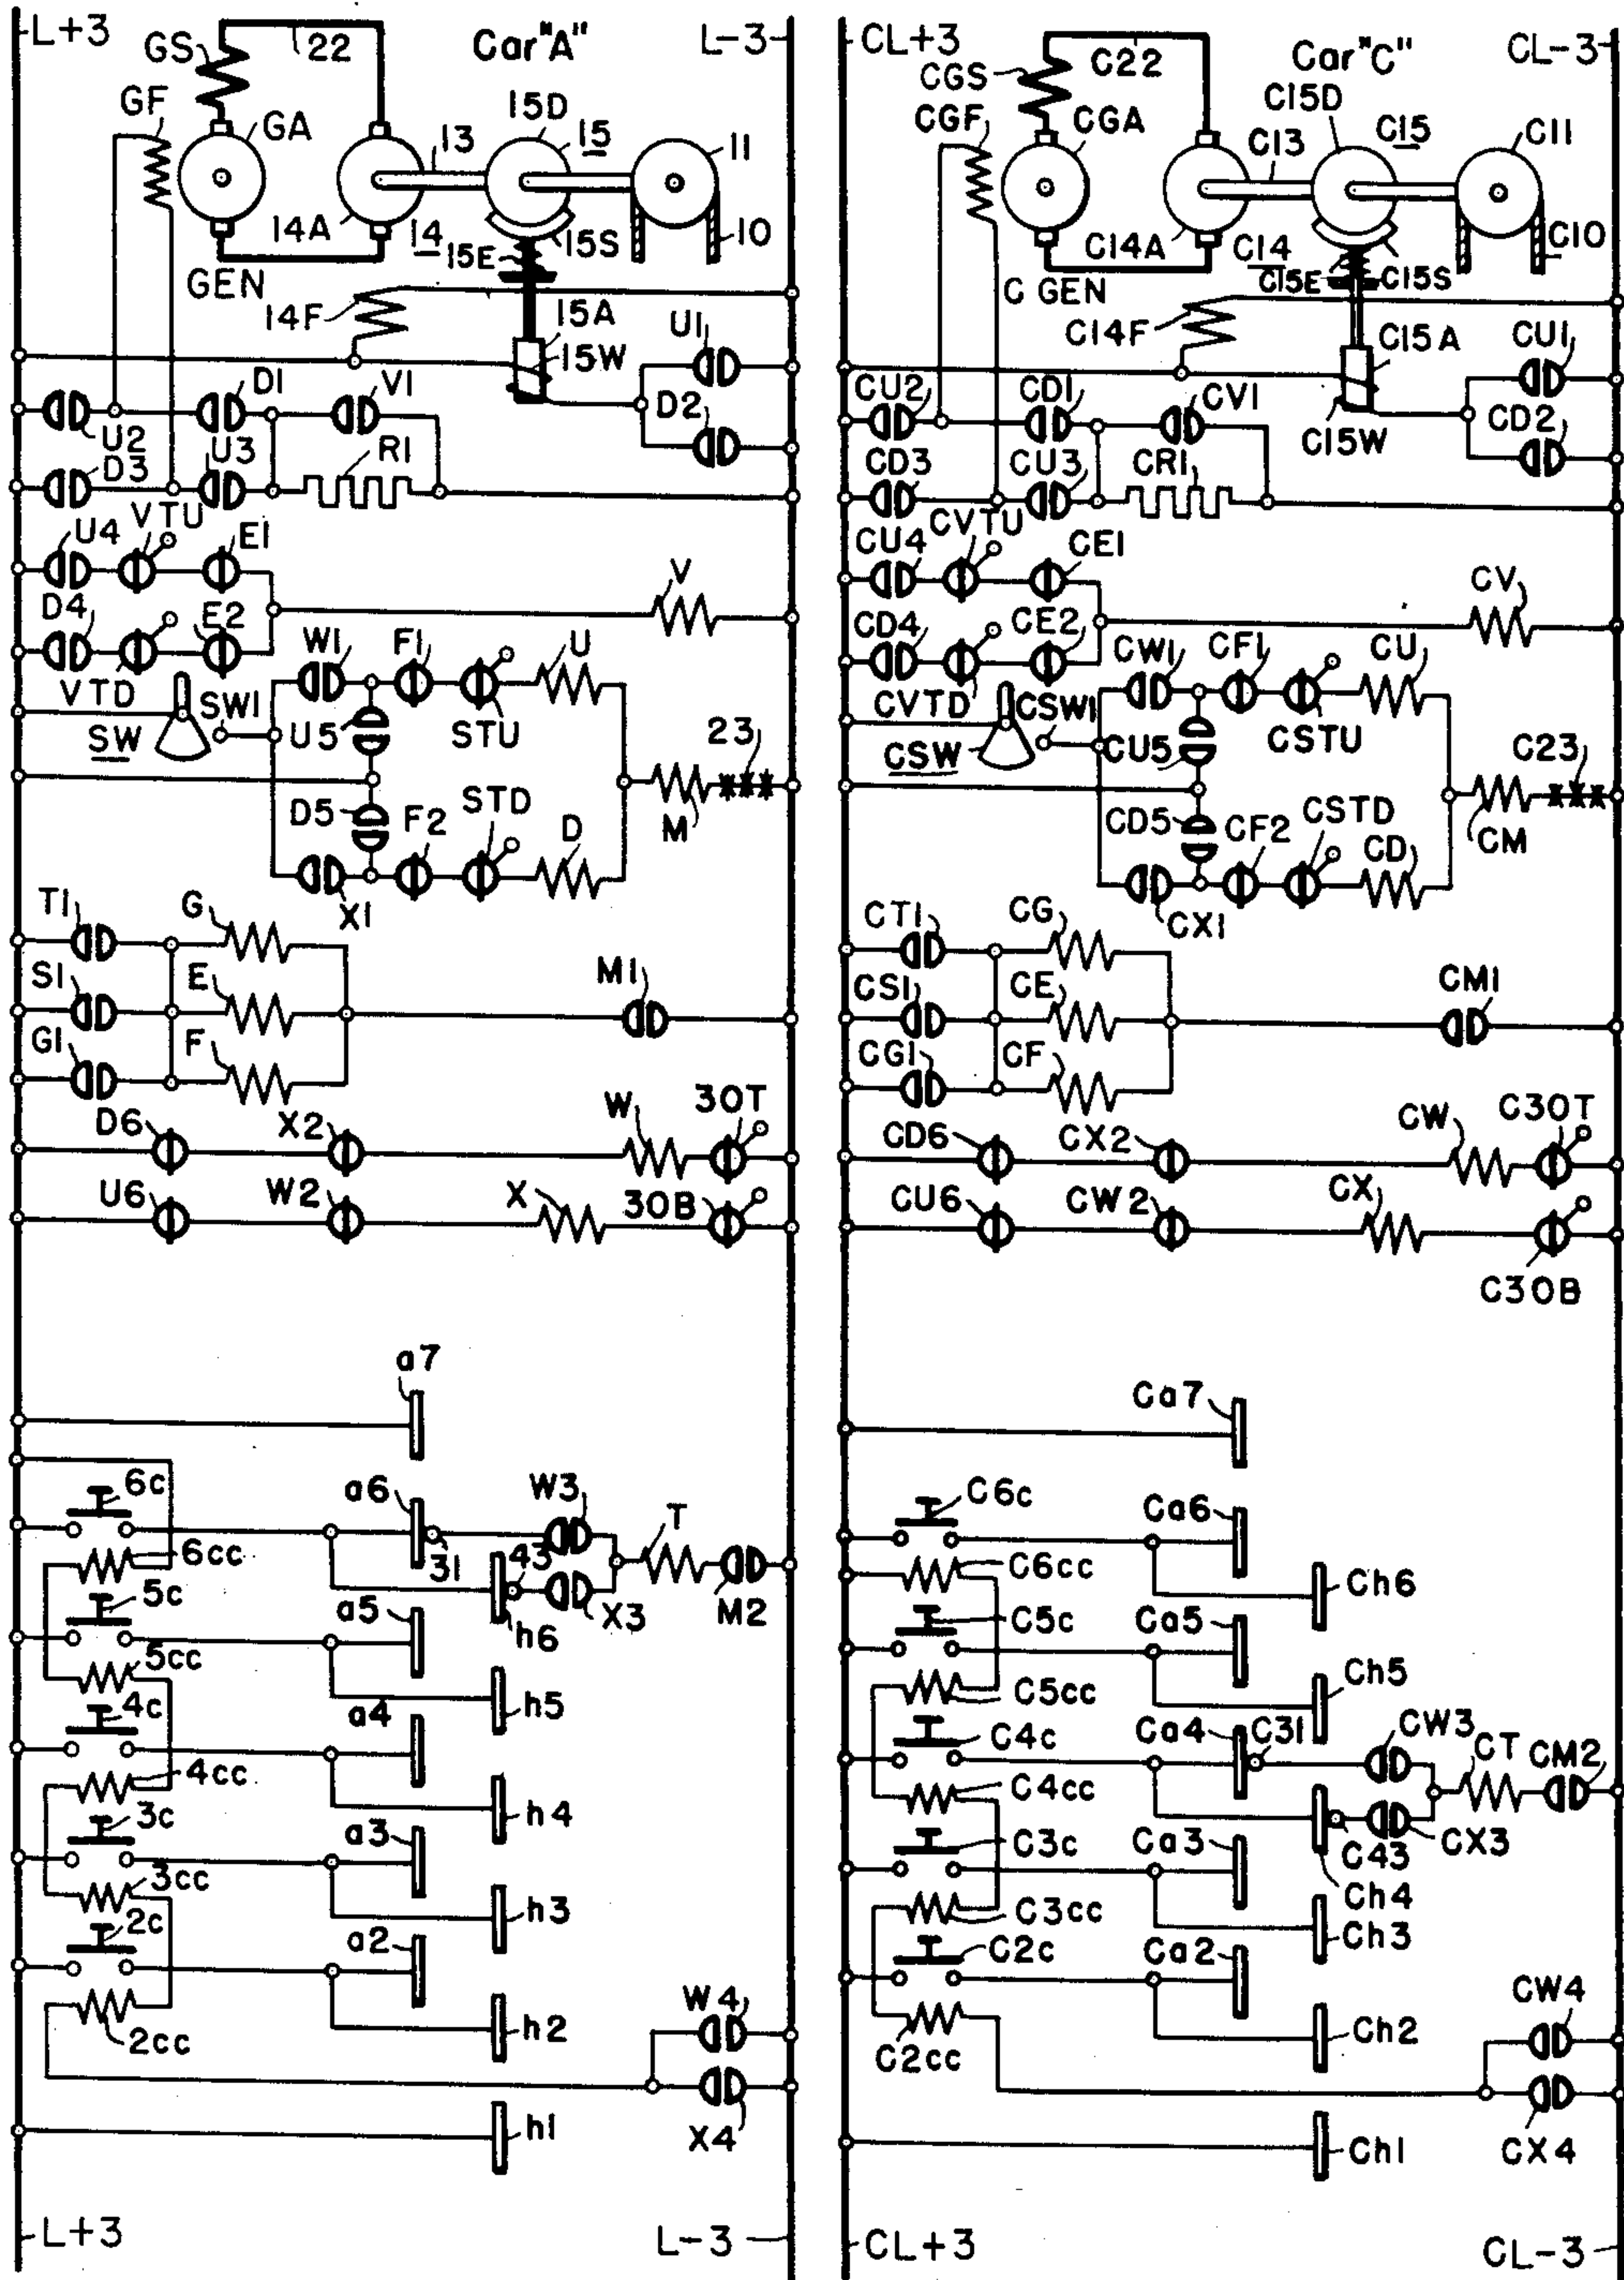 L+3
GS
22
Car "A"
L-3
GF
GA
15D
15
13
11
14A
14
15E
15S
10
GEN
14F
15A
15W
U1
D1
V1
D2
U2
U3
R1
D3
VTU
U4
E1
V
D4
E2
W1
F1
U
VTD
SW1
SW
U5
STU
23
D5
F2
STD
D
M
T1
G
X1
S1
E
M1
G1
F
D6
X2
W
30T
U6
W2
X
30B
a7
6c
a6
W3
T
6cc
31
43
5c
a5
h6
X3
M2
5cc
4c
a4
h5
4cc
3c
a3
h4
3cc
2c
a2
h3
2cc
h2
W4
h1
X4
L+3
L-3
CL+3
CGS
C22
Car "C"
CL-3
CGF
CGA
C15D
C15
C13
C11
C14A
C14
C15E
C15S
C10
C GEN
C14F
C15A
CU1
CU2
CD1
CV1
C15W
CD2
CD3
CU3
CR1
CVTU
CU4
CE1
CV
CD4
CE2
CW1
CF1
CU
CVTD
CSW1
CSW
CU5
CSTU
C23
CD5
CF2
CSTD
CD
CM
CT1
CG
CX1
CS1
CE
CM1
CG1
CF
CD6
CX2
CW
C30T
CU6
CW2
CX
C30B
Ca7
C6c
Ca6
C6cc
Ch6
C5c
Ca5
C5cc
Ch5
C4c
Ca4
C31
CW3
CT
CM2
C4cc
C3c
Ca3
C43
CX3
Ch4
C3cc
Ch3
C2c
Ca2
C2cc
Ch2
CW4
Ch1
CX4
CL+3
CL-3